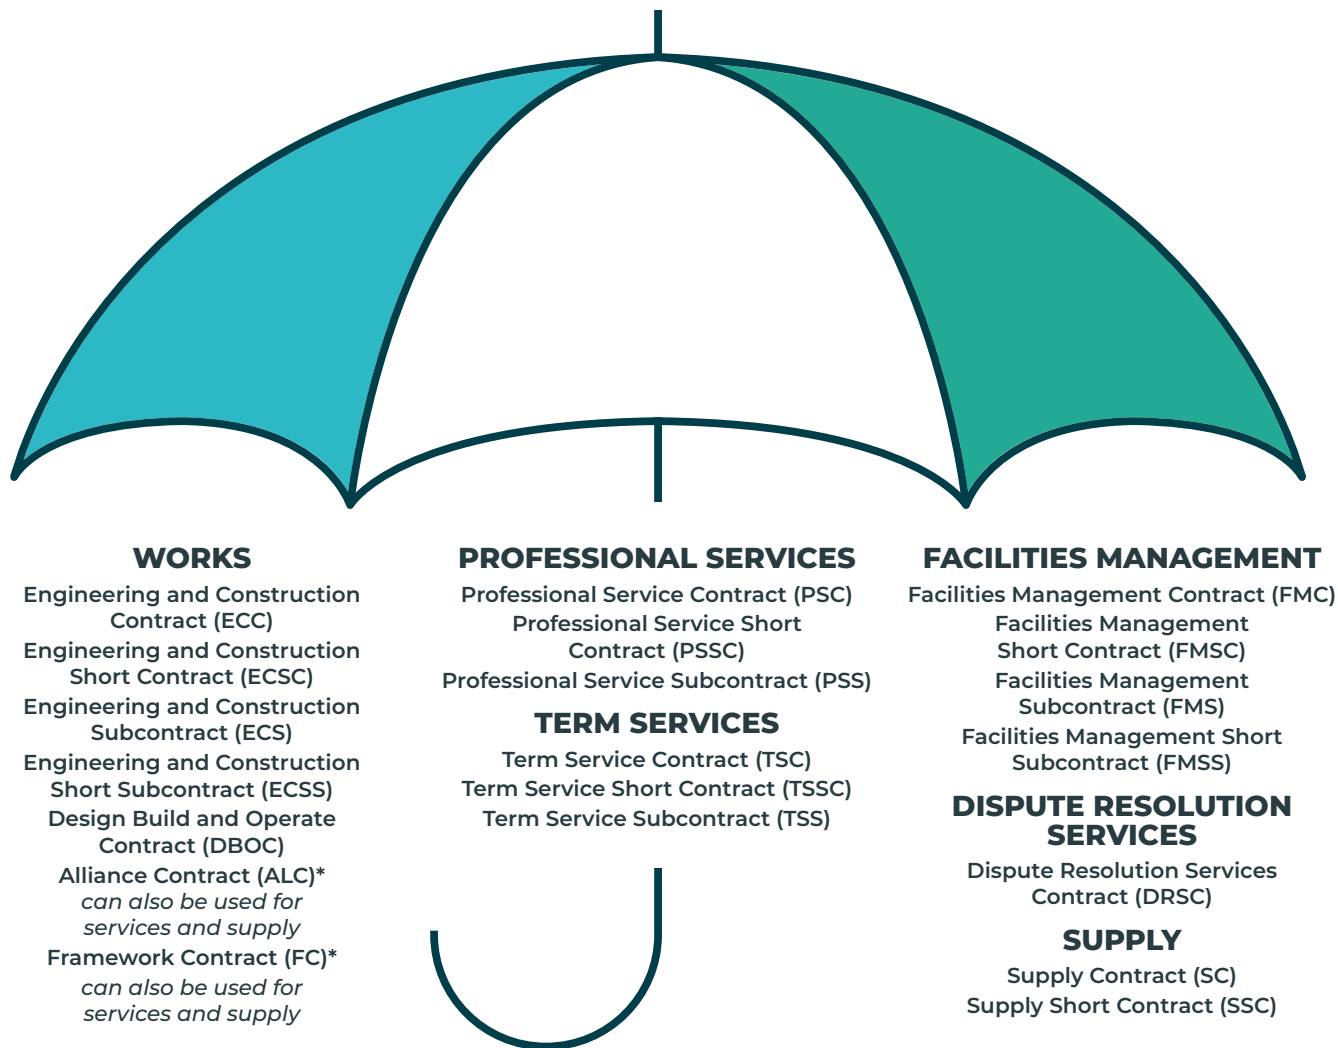 WORKS
Engineering and Construction
Contract (ECC)
Engineering and Construction
Short Contract (ECSC)
Engineering and Construction
Subcontract (ECS)
Engineering and Construction
Short Subcontract (ECSS)
Design Build and Operate
Contract (DBOC)
Alliance Contract (ALC)*
can also be used for
services and supply
Framework Contract (FC)*
can also be used for
services and supply
PROFESSIONAL SERVICES
Professional Service Contract (PSC)
Professional Service Short
Contract (PSSC)
Professional Service Subcontract (PSS)
TERM SERVICES
Term Service Contract (TSC)
Term Service Short Contract (TSSC)
Term Service Subcontract (TSS)
FACILITIES MANAGEMENT
Facilities Management Contract (FMC)
Facilities Management
Short Contract (FMSC)
Facilities Management
Subcontract (FMS)
Facilities Management Short
Subcontract (FMSS)
DISPUTE RESOLUTION
SERVICES
Dispute Resolution Services
Contract (DRSC)
SUPPLY
Supply Contract (SC)
Supply Short Contract (SSC)